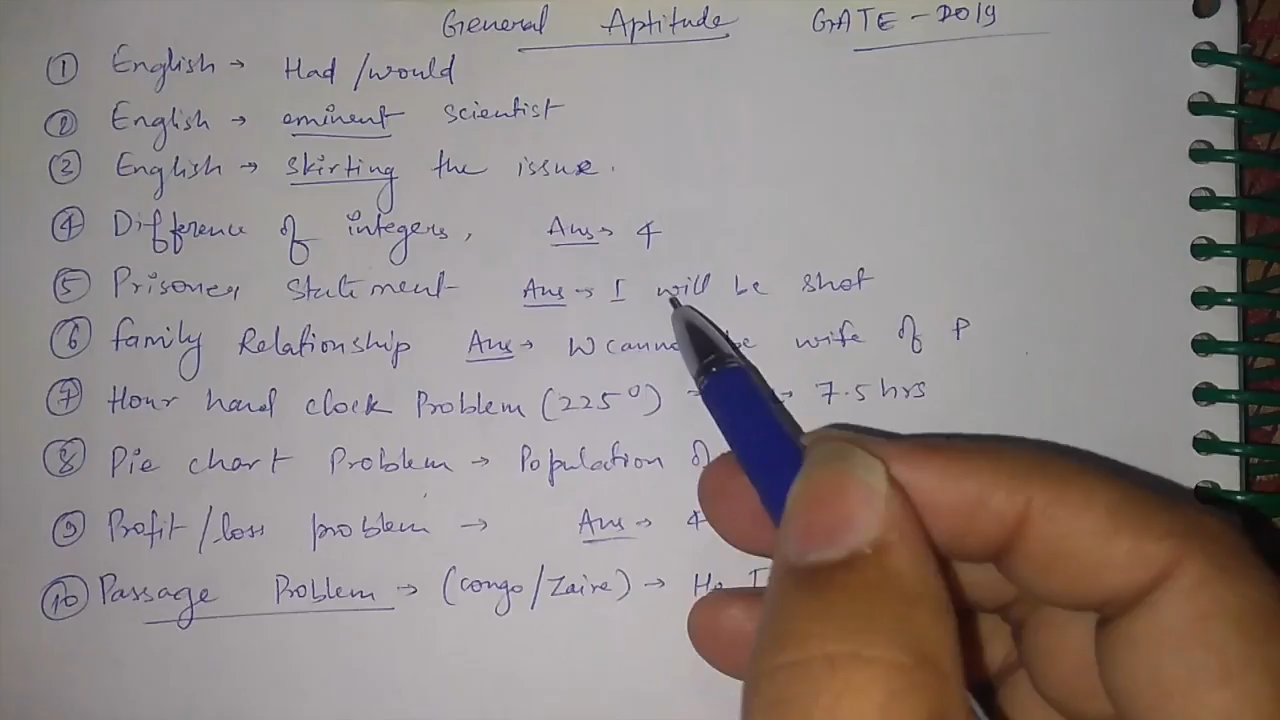 General Aptitude GATE - 2019
① English → Had / would
② English → eminent scientist
③ English → skirting the issue.
④ Difference of integers, Ans → 4
⑤ Prisoner statement Ans → I will be shot
⑥ family Relationship Ans → W cannot be wife of P
⑦ Hour hand clock Problem (225°) → 7.5 hrs
⑧ Pie chart Problem → Population of
⑨ Profit / loss problem → Ans → 4
⑩ Passage Problem → (congo / Zaire) →